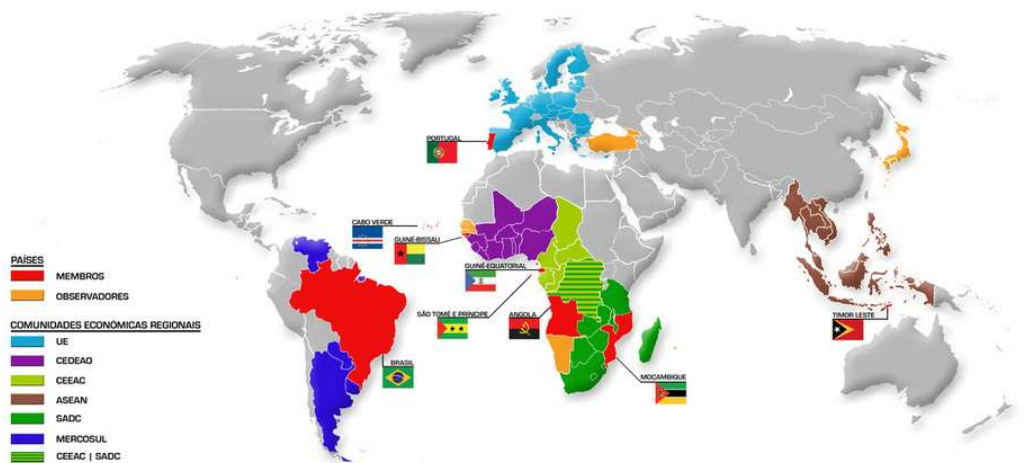 PORTUGAL
CABO VERDE
GUINÉ-BISSAU
GUINÉ-EQUATORIAL
SÃO TOMÉ E PRÍNCIPE
ANGOLA
BRASIL
MOÇAMBIQUE
TIMOR LESTE
PAÍSES
MEMBROS
OBSERVADORES
COMUNIDADES ECONÓMICAS REGIONAIS
UE
CEDEAO
CEEAC
ASEAN
SADC
MERCOSUL
CEEAC | SADC